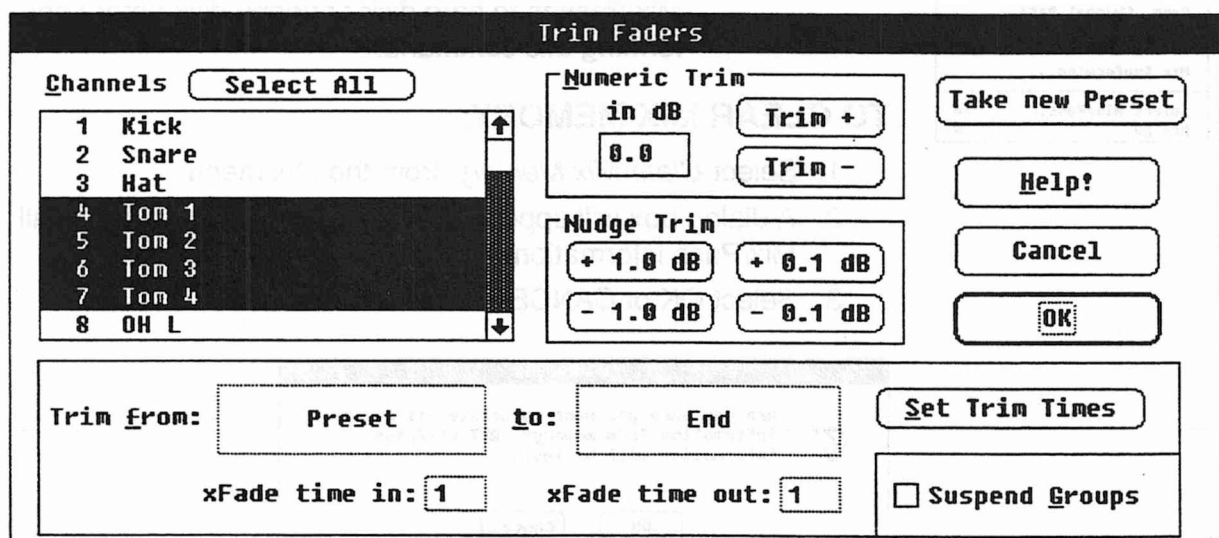 Trim Faders
Channels
Select All
1 Kick
2 Snare
3 Hat
4 Tom 1
5 Tom 2
6 Tom 3
7 Tom 4
8 OH L
Numeric Trim
in dB
0.0
Trim +
Trim -
Nudge Trim
+ 1.0 dB
+ 0.1 dB
- 1.0 dB
- 0.1 dB
Take new Preset
Help!
Cancel
OK
Trim from: Preset to: End
xFade time in: 1 xFade time out: 1
Set Trim Times
Suspend Groups